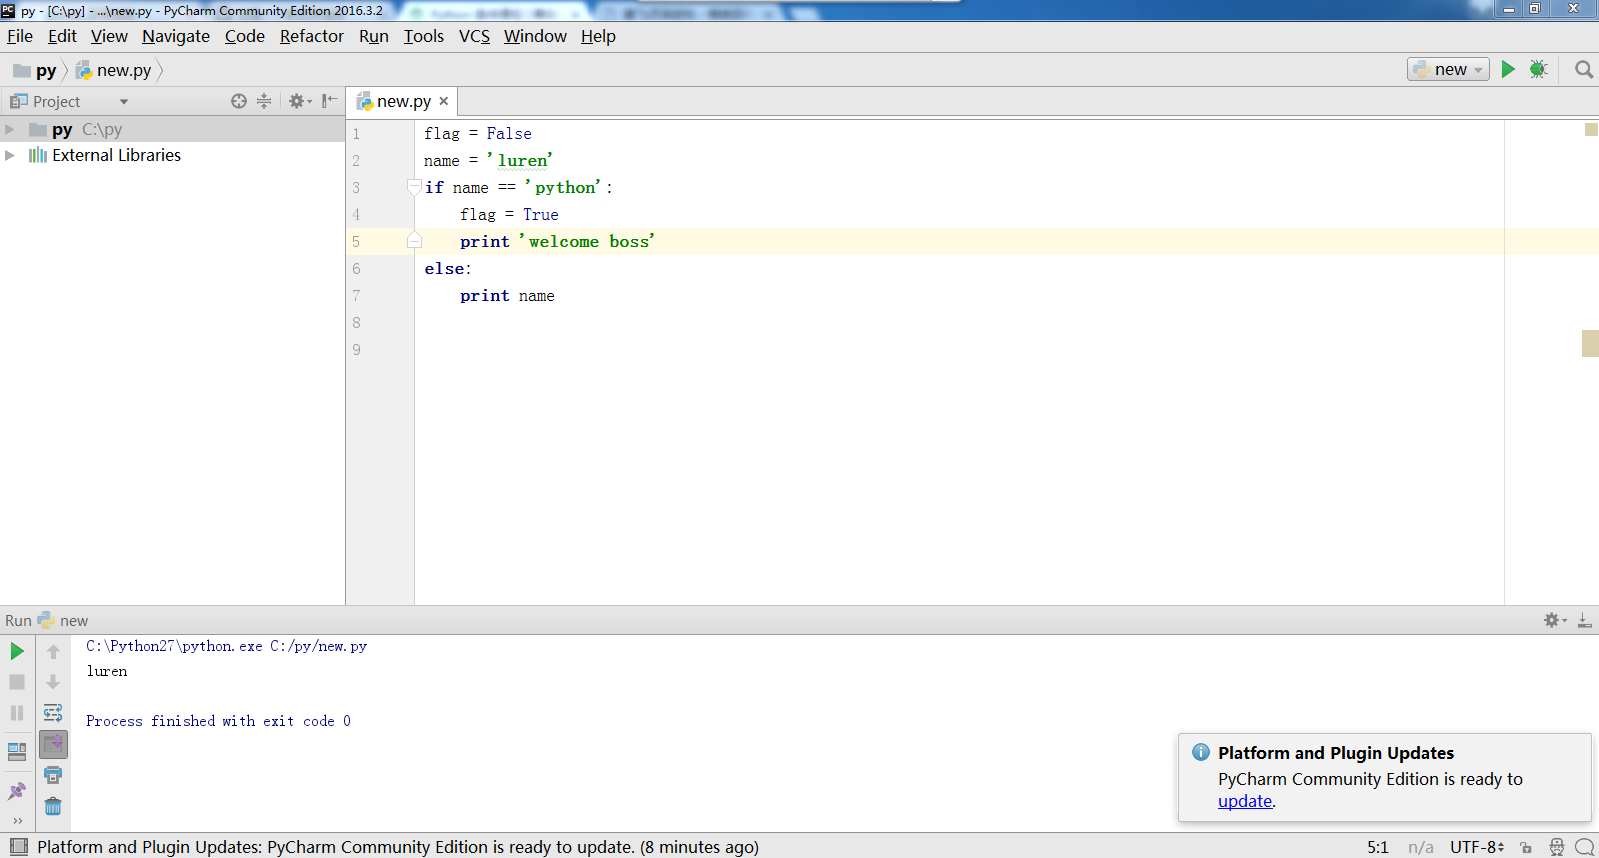 py - [C:\py] - ...\new.py - PyCharm Community Edition 2016.3.2
File Edit View Navigate Code Refactor Run Tools VCS Window Help
py new.py new
Project new.py
py C:\py
External Libraries
1 flag = False
2 name = 'luren'
3 if name == 'python':
4 flag = True
5 print 'welcome boss'
6 else:
7 print name
8
9
Run new
C:\Python27\python.exe C:/py/new.py
luren
Process finished with exit code 0
Platform and Plugin Updates
PyCharm Community Edition is ready to
update.
Platform and Plugin Updates: PyCharm Community Edition is ready to update. (8 minutes ago) 5:1 n/a UTF-8